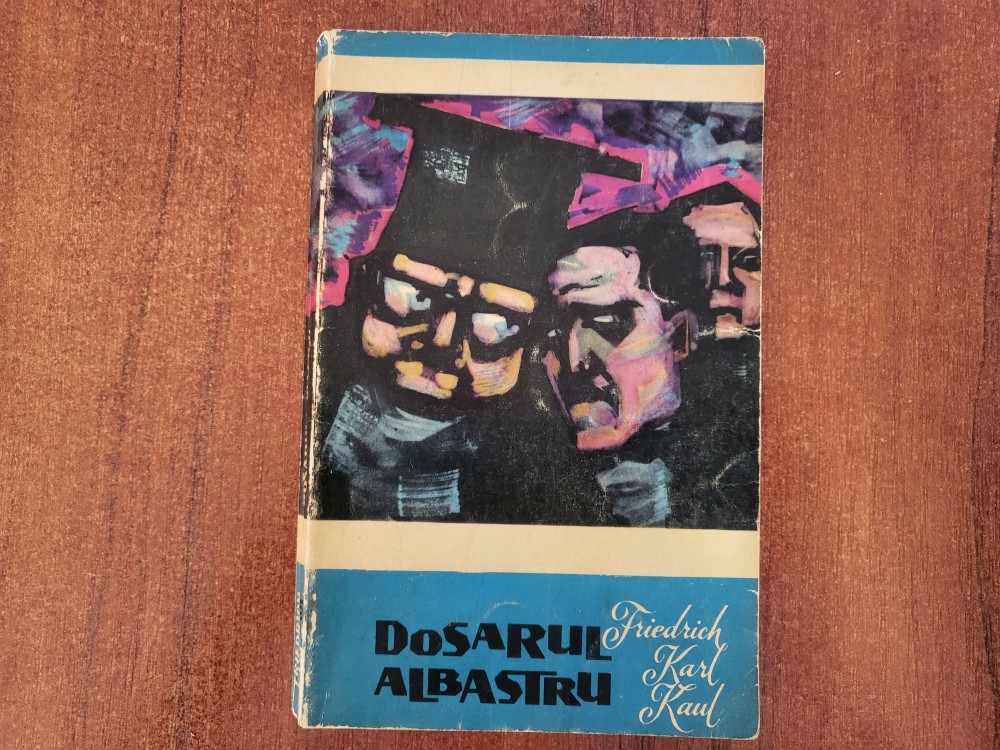 DOSARUL
ALBASTRU
Friedrich
Karl
Kaul